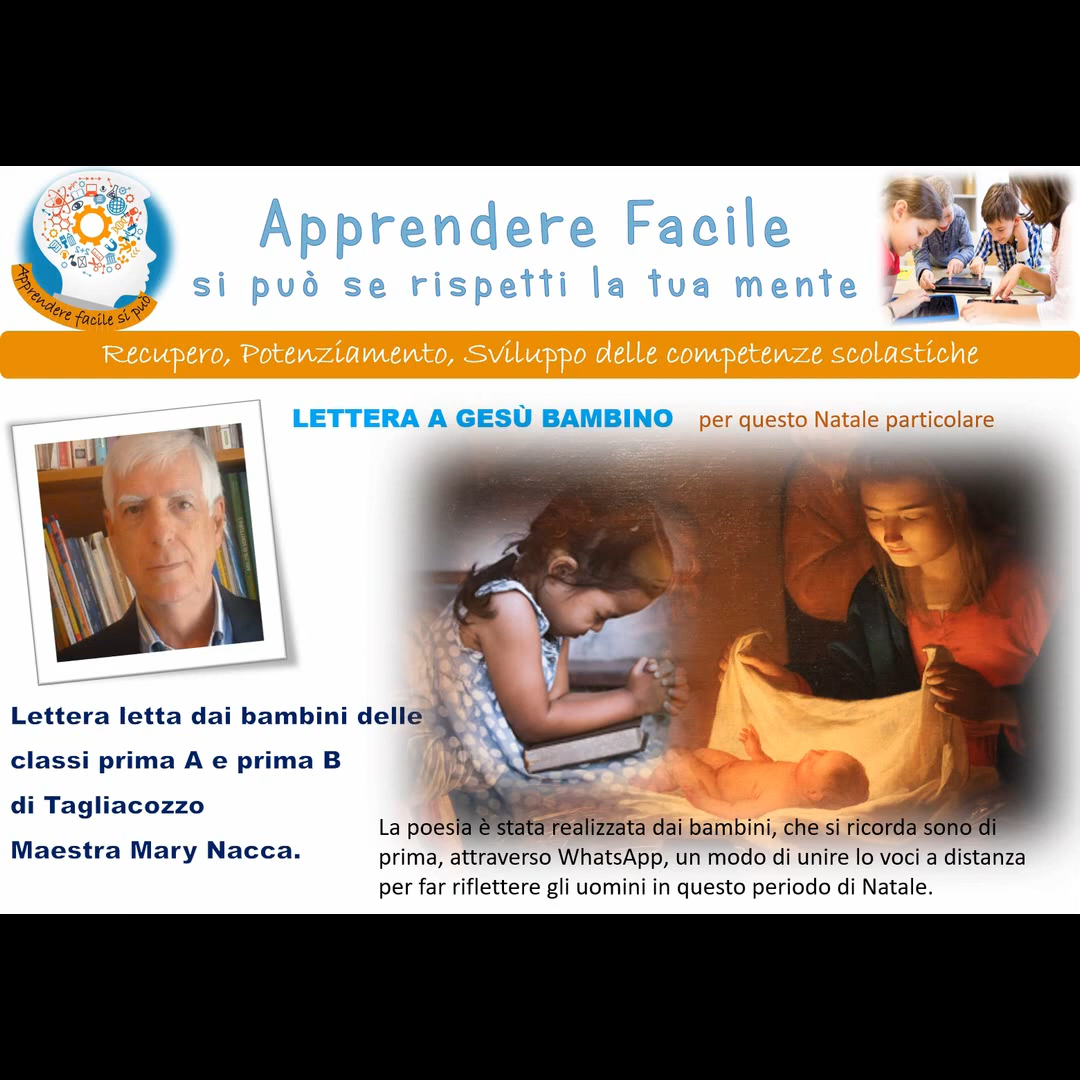 Apprendere facile si può
Apprendere Facile
si può se rispetti la tua mente
Recupero, Potenziamento, Sviluppo delle competenze scolastiche
LETTERA A GESÙ BAMBINO per questo Natale particolare
Lettera letta dai bambini delle
classi prima A e prima B
di Tagliacozzo
Maestra Mary Nacca.
La poesia è stata realizzata dai bambini, che si ricorda sono di
prima, attraverso WhatsApp, un modo di unire lo voci a distanza
per far riflettere gli uomini in questo periodo di Natale.